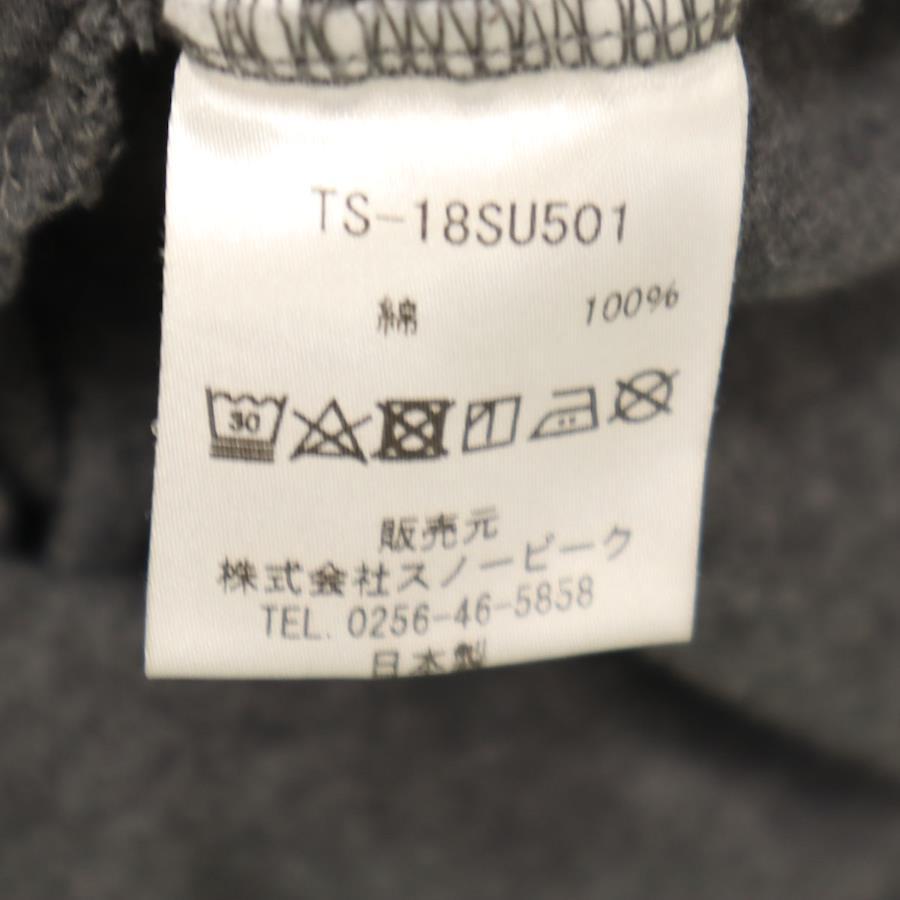 TS-18SU501
綿 100%
30
販売元
株式会社スノーピーク
TEL. 0256-46-5858
日本製